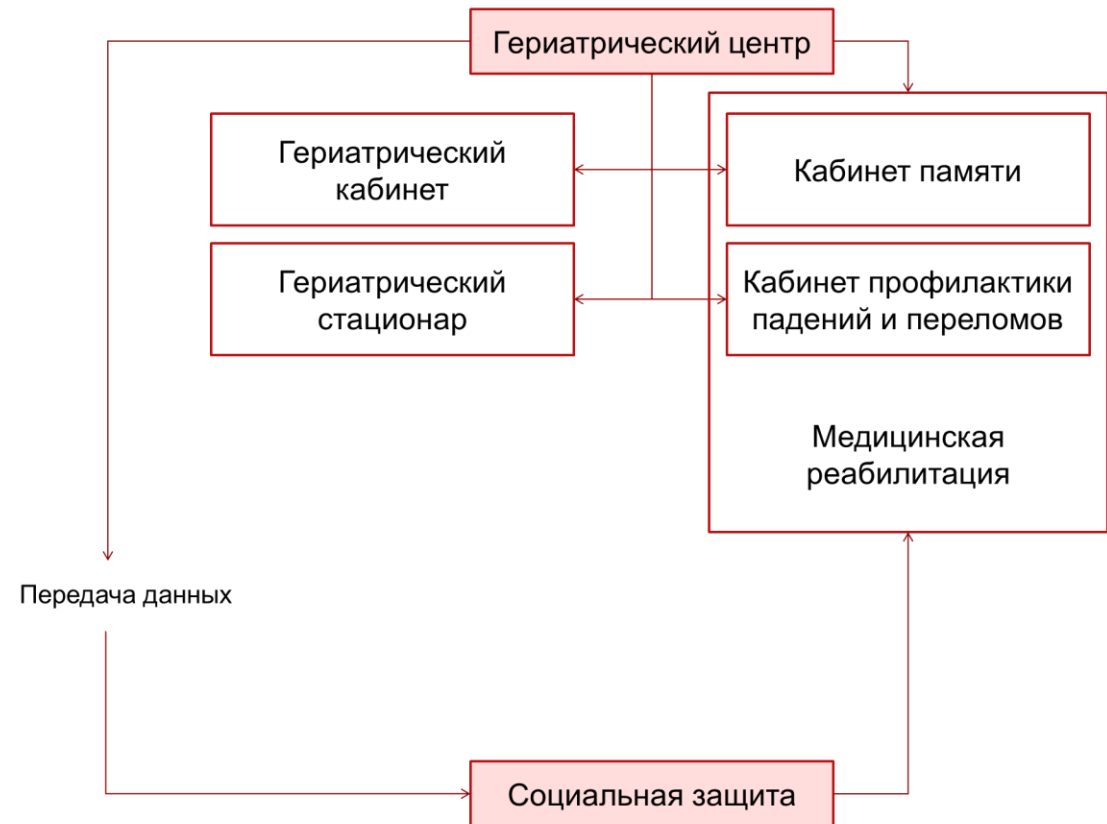 Гериатрический центр
Гериатрический
кабинет
Кабинет памяти
Гериатрический
стационар
Кабинет профилактики
падений и переломов
Медицинская
реабилитация
Передача данных
Социальная защита